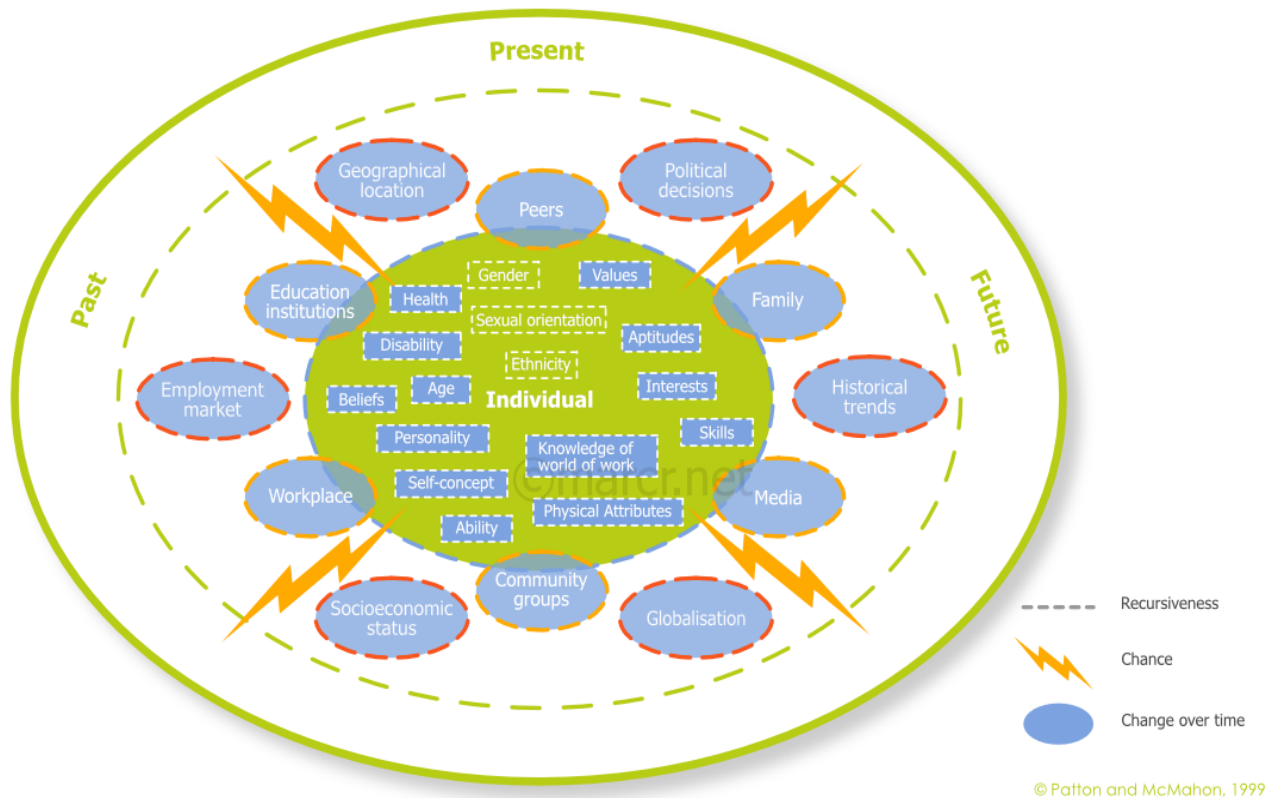 Present
Past
Future
Geographical
location
Political
decisions
Peers
Education
institutions
Family
Gender
Values
Health
Sexual orientation
Aptitudes
Disability
Ethnicity
Employment
market
Beliefs
Age
Individual
Interests
Historical
trends
Personality
Skills
Knowledge of
world of work
©marcr.net
Self-concept
Workplace
Media
Physical Attributes
Ability
Community
groups
Socioeconomic
status
Globalisation
Recursiveness
Chance
Change over time
© Patton and McMahon, 1999